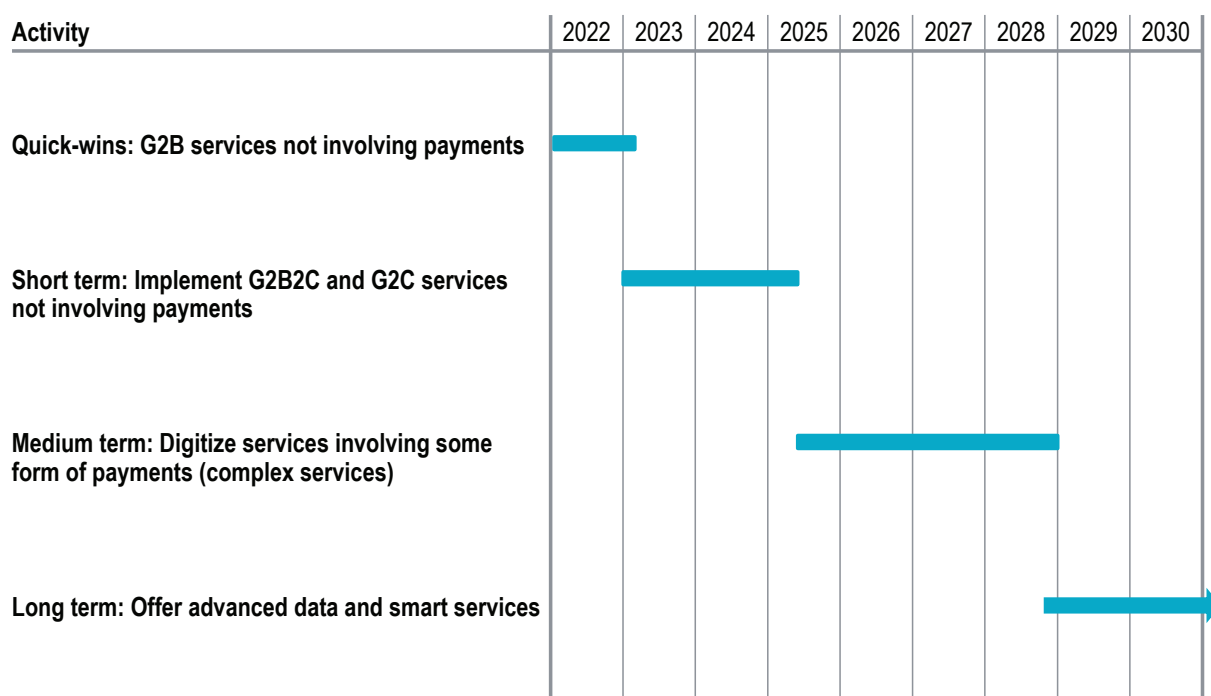 Activity 2022 2023 2024 2025 2026 2027 2028 2029 2030
Quick-wins: G2B services not involving payments
Short term: Implement G2B2C and G2C services
not involving payments
Medium term: Digitize services involving some
form of payments (complex services)
Long term: Offer advanced data and smart services